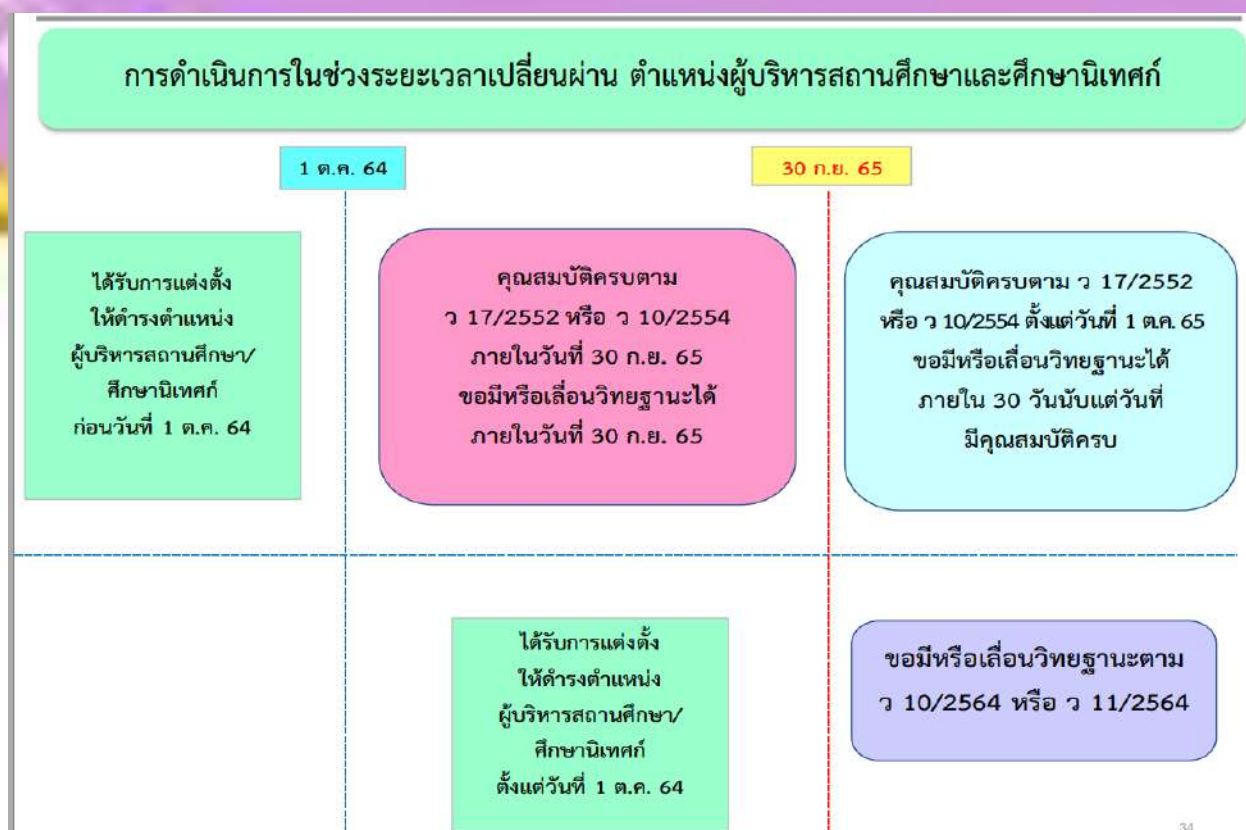 การดำเนินการในช่วงระยะเวลาเปลี่ยนผ่าน ตำแหน่งผู้บริหารสถานศึกษาและศึกษานิเทศก์
1 ต.ค. 64
30 ก.ย. 65
ได้รับการแต่งตั้ง
ให้ดำรงตำแหน่ง
ผู้บริหารสถานศึกษา/
ศึกษานิเทศก์
ก่อนวันที่ 1 ต.ค. 64
คุณสมบัติครบตาม
ว 17/2552 หรือ ว 10/2554
ภายในวันที่ 30 ก.ย. 65
ขอมีหรือเลื่อนวิทยฐานะได้
ภายในวันที่ 30 ก.ย. 65
คุณสมบัติครบตาม ว 17/2552
หรือ ว 10/2554 ตั้งแต่วันที่ 1 ต.ค. 65
ขอมีหรือเลื่อนวิทยฐานะได้
ภายใน 30 วันนับแต่วันที่
มีคุณสมบัติครบ
ได้รับการแต่งตั้ง
ให้ดำรงตำแหน่ง
ผู้บริหารสถานศึกษา/
ศึกษานิเทศก์
ตั้งแต่วันที่ 1 ต.ค. 64
ขอมีหรือเลื่อนวิทยฐานะตาม
ว 10/2564 หรือ ว 11/2564
34